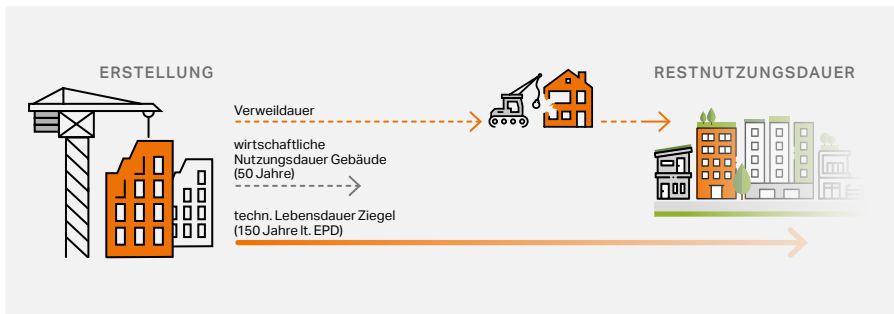 ERSTELLUNG
RESTNUTZUNGSDAUER
Verweildauer
wirtschaftliche
Nutzungsdauer Gebäude
(50 Jahre)
techn. Lebensdauer Ziegel
(150 Jahre lt. EPD)